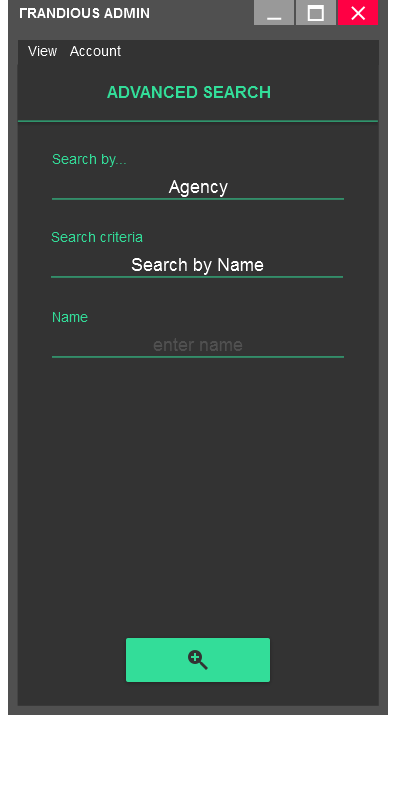 FRANDIOUS ADMIN
View Account
ADVANCED SEARCH
Search by...
Agency
Search criteria
Search by Name
Name
enter name